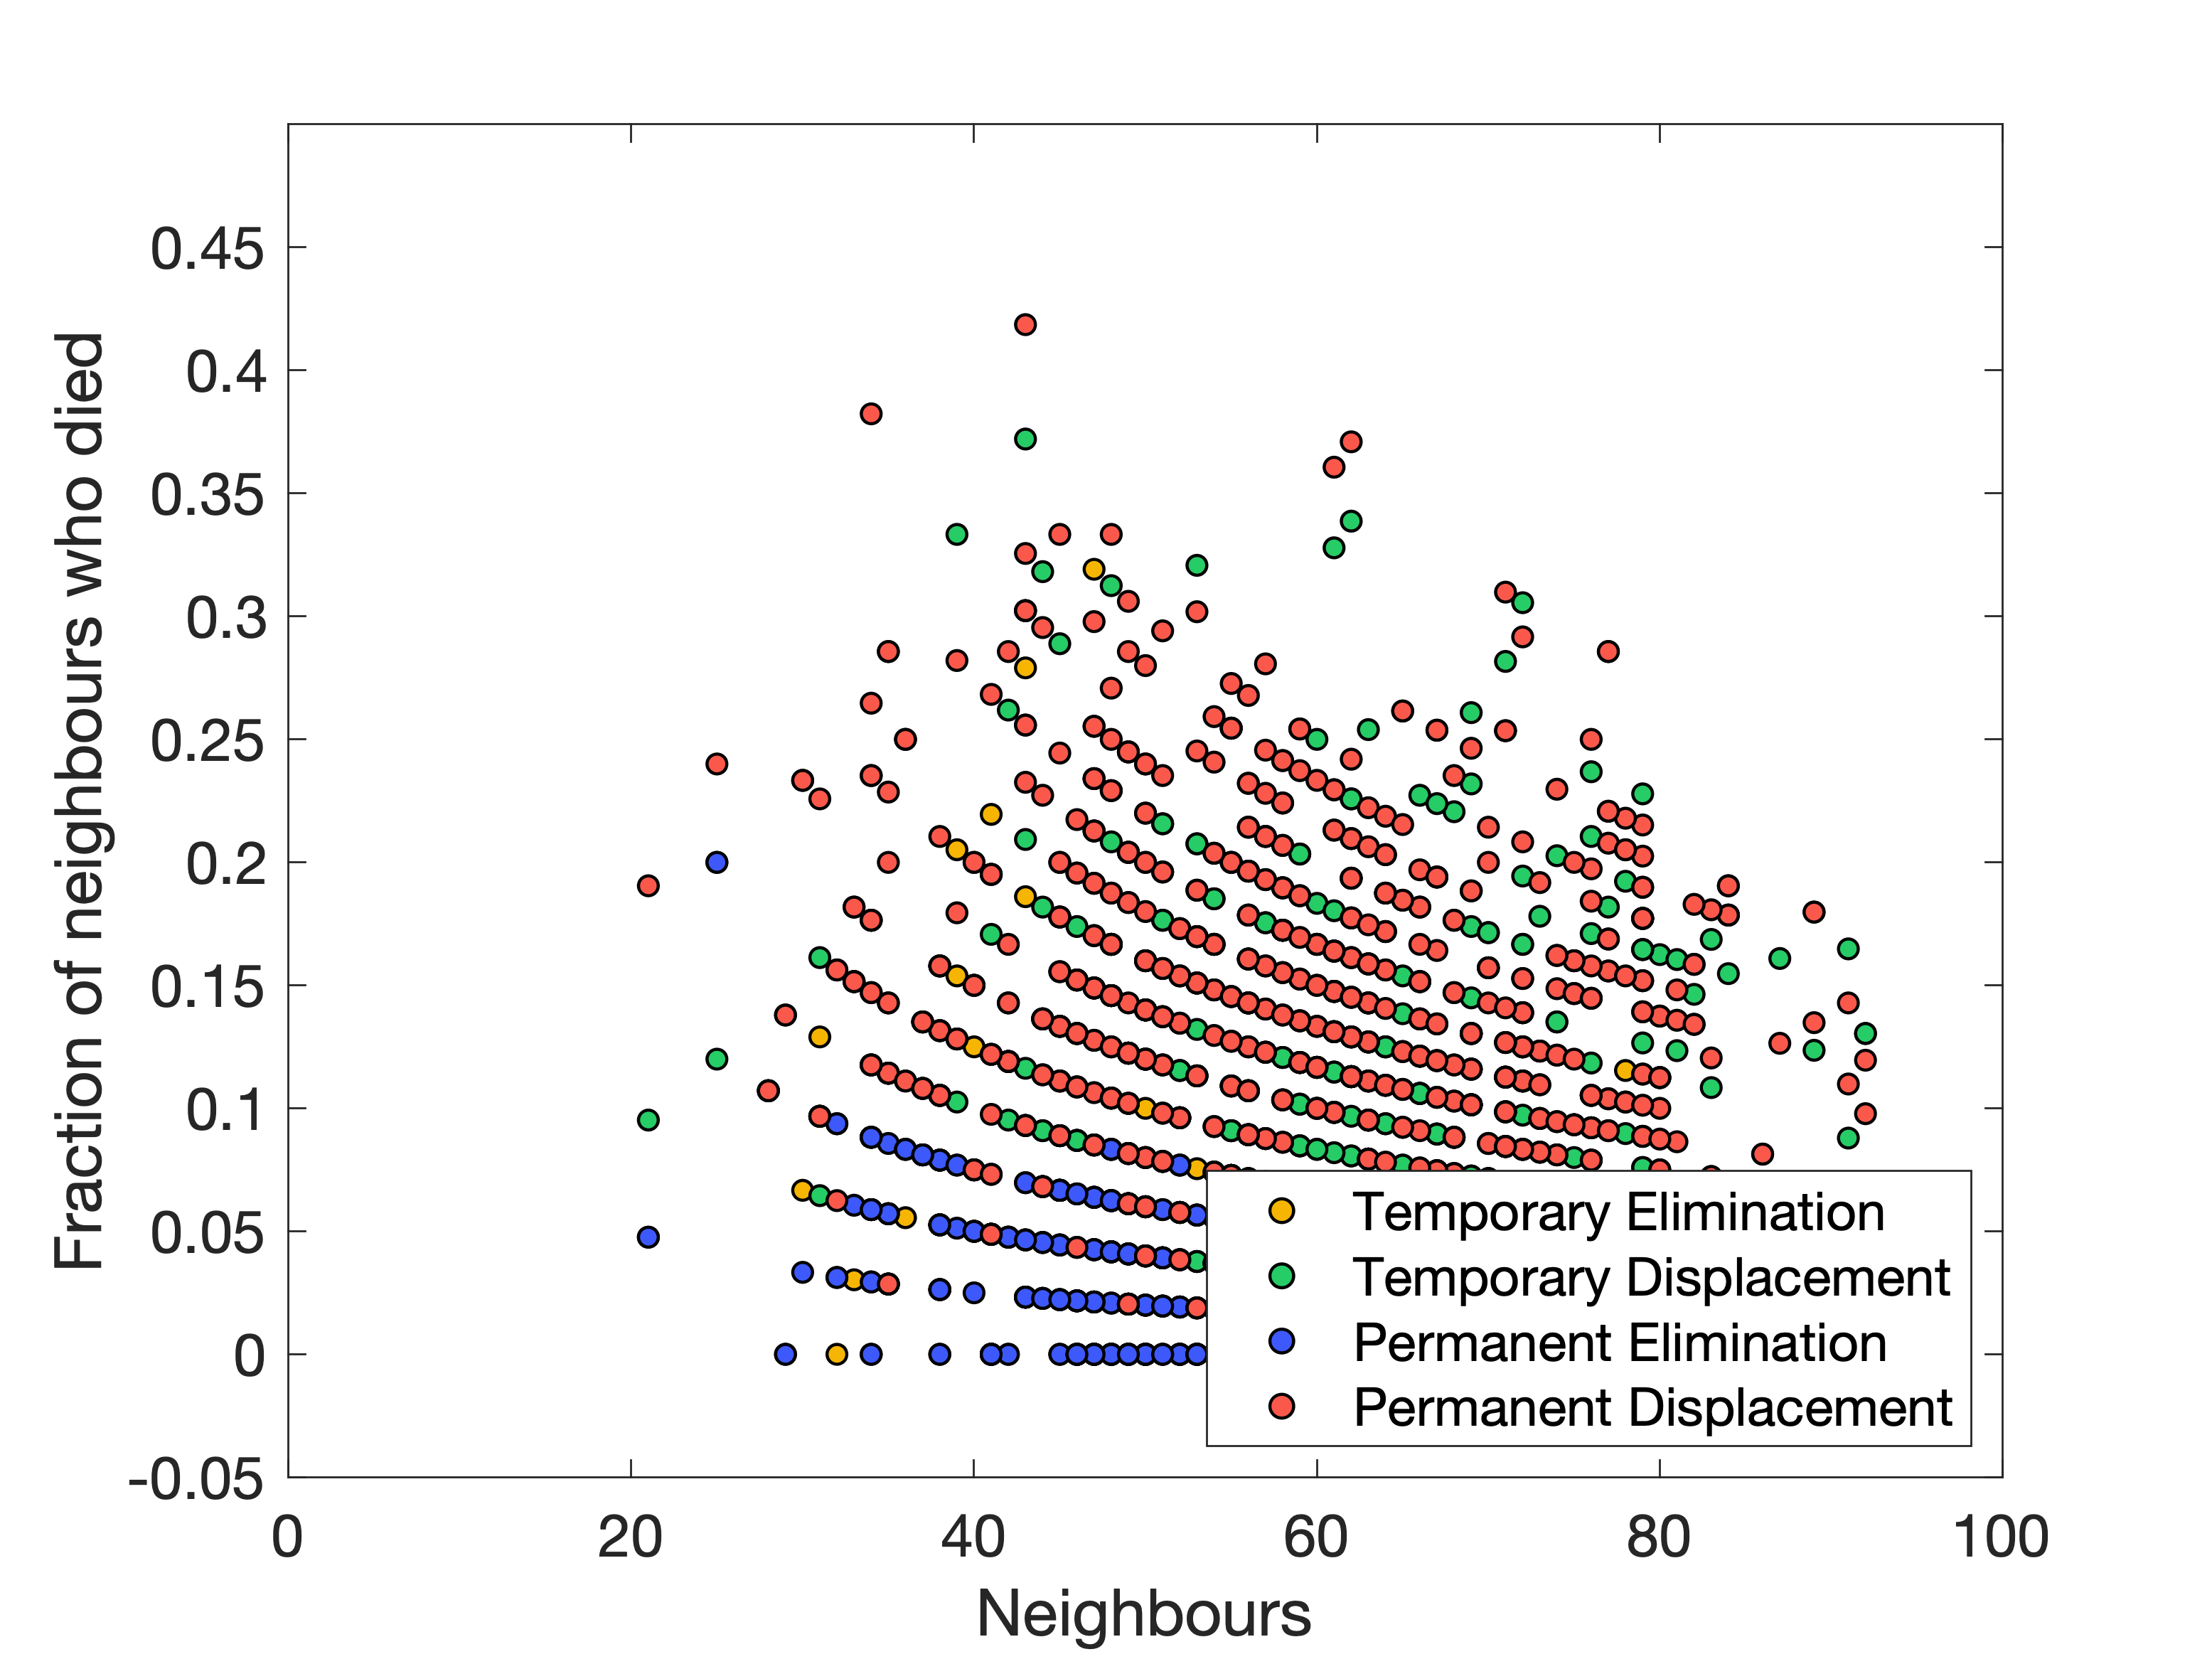 0.45
0.4
0.35
0.3
0.25
0.2
0.15
0.1
0.05
0
-0.05
Fraction of neighbours who died
0 20 40 60 80 100
Neighbours
Temporary Elimination
Temporary Displacement
Permanent Elimination
Permanent Displacement